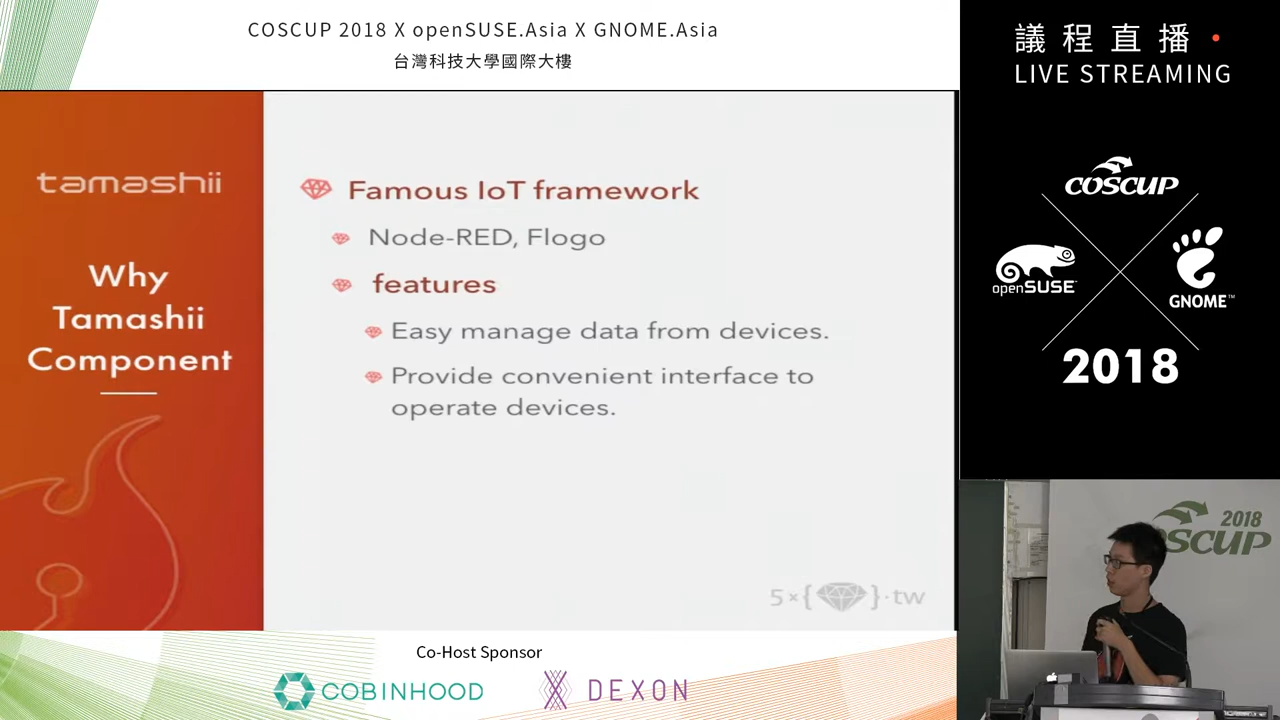 COSCUP 2018 X openSUSE.Asia X GNOME.Asia
台灣科技大學國際大樓
tamashii
Why
Tamashii
Component
Famous IoT framework
Node-RED, Flogo
features
Easy manage data from devices.
Provide convenient interface to
operate devices.
5×{ }·tw
Co-Host Sponsor
COBINHOOD
DEXON
議程直播
LIVE STREAMING
COSCUP
openSUSE
GNOME™
2018
2018
COSCUP